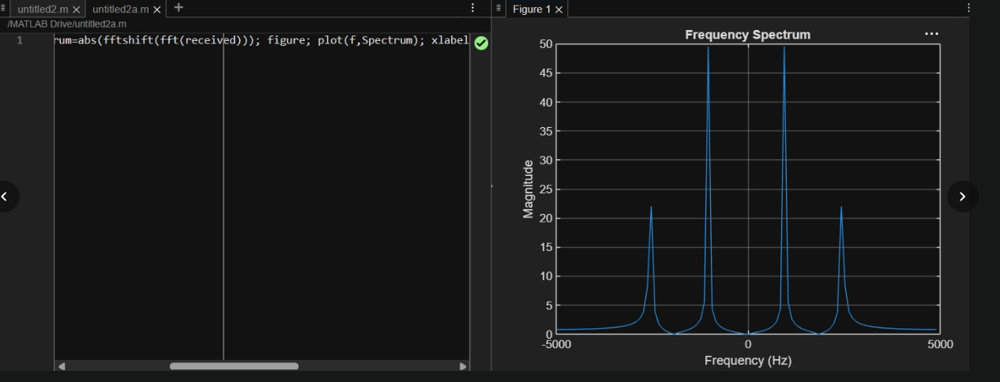 untitled2.m × untitled2a.m × +
/MATLAB Drive/untitled2a.m
1 rum=abs(fftshift(fft(received))); figure; plot(f,Spectrum); xlabel
Figure 1 ×
Frequency Spectrum
50
45
40
35
30
25
20
15
10
5
0
Magnitude
-5000 0 5000
Frequency (Hz)